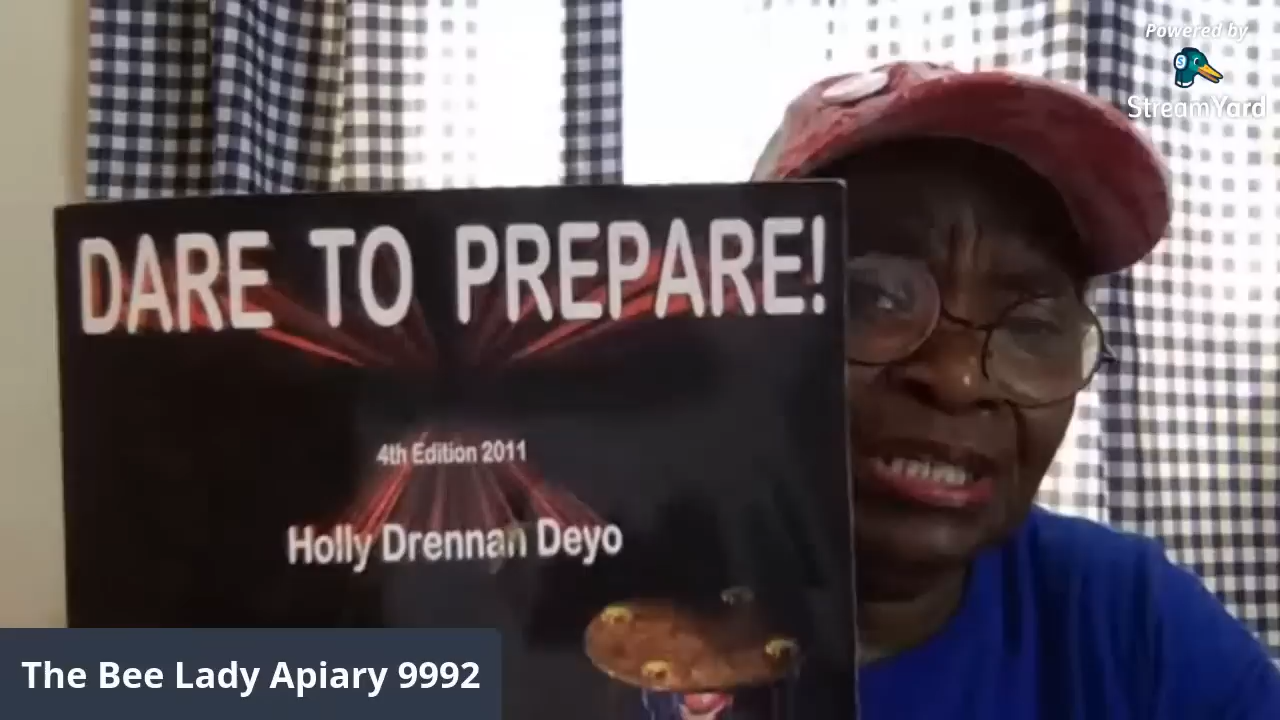 Powered by
StreamYard
DARE TO PREPARE!
4th Edition 2011
Holly Drennan Deyo
The Bee Lady Apiary 9992